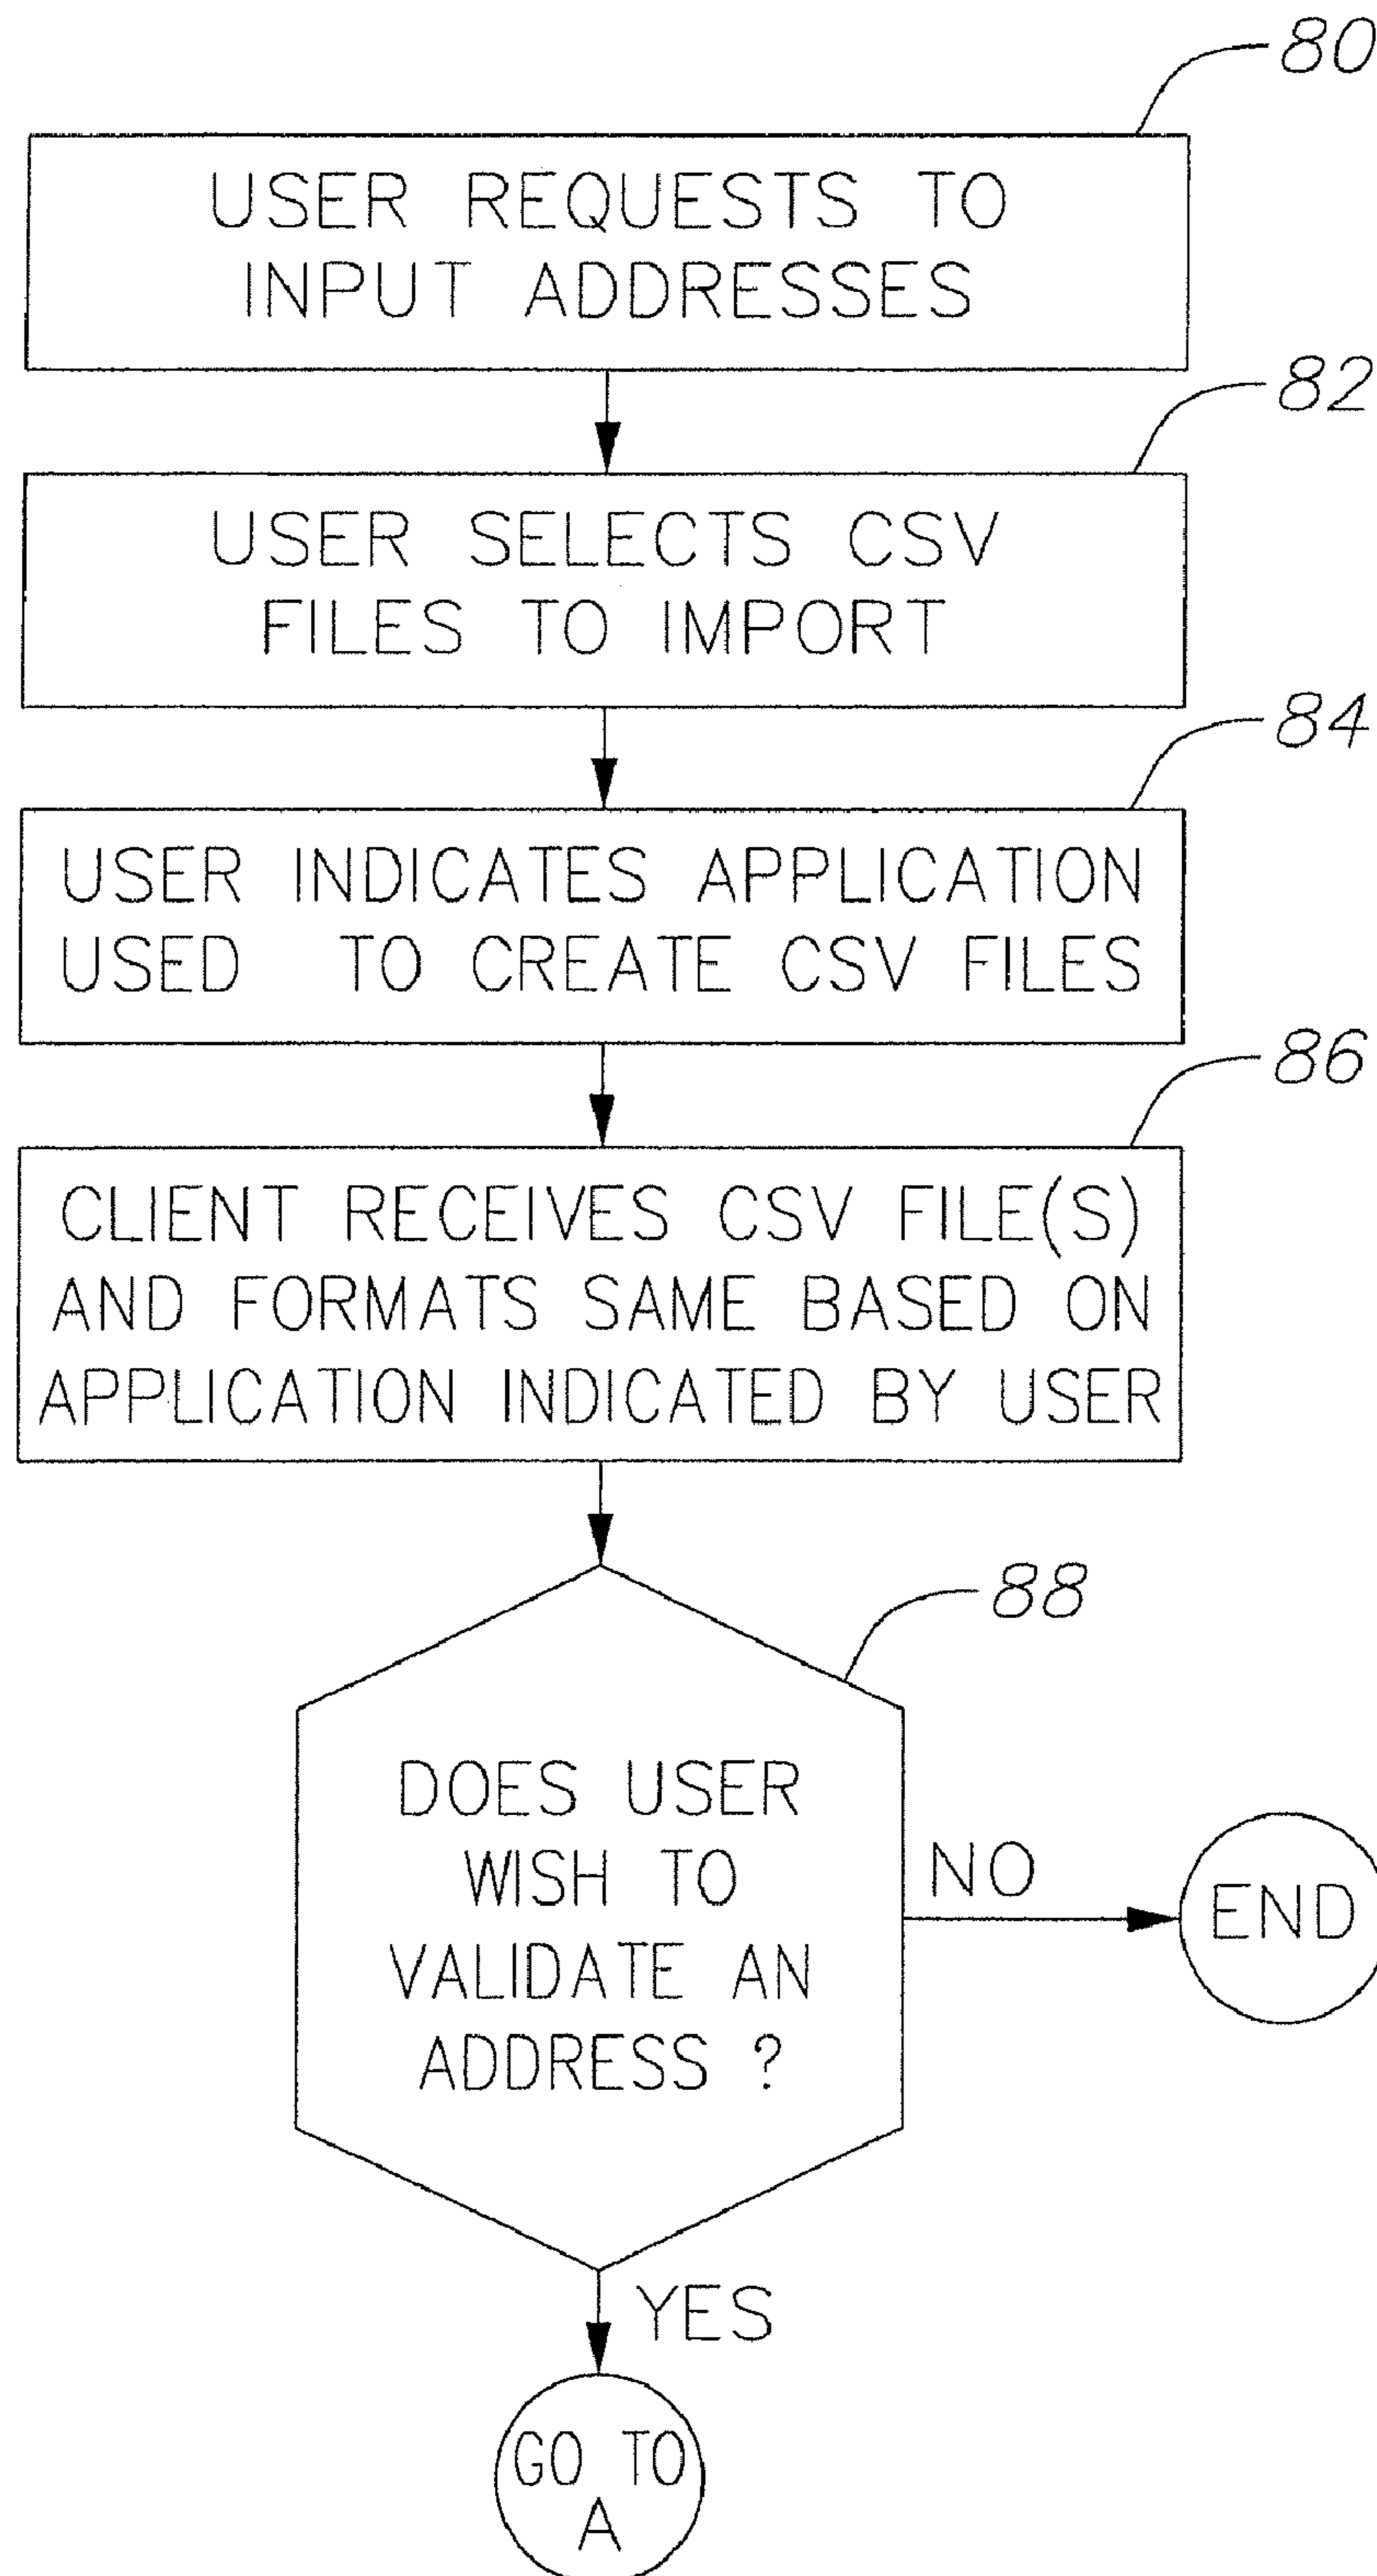 80
USER REQUESTS TO
INPUT ADDRESSES
82
USER SELECTS CSV
FILES TO IMPORT
84
USER INDICATES APPLICATION
USED TO CREATE CSV FILES
86
CLIENT RECEIVES CSV FILE(S)
AND FORMATS SAME BASED ON
APPLICATION INDICATED BY USER
88
DOES USER
WISH TO
VALIDATE AN
ADDRESS ?
NO
END
YES
GO TO
A